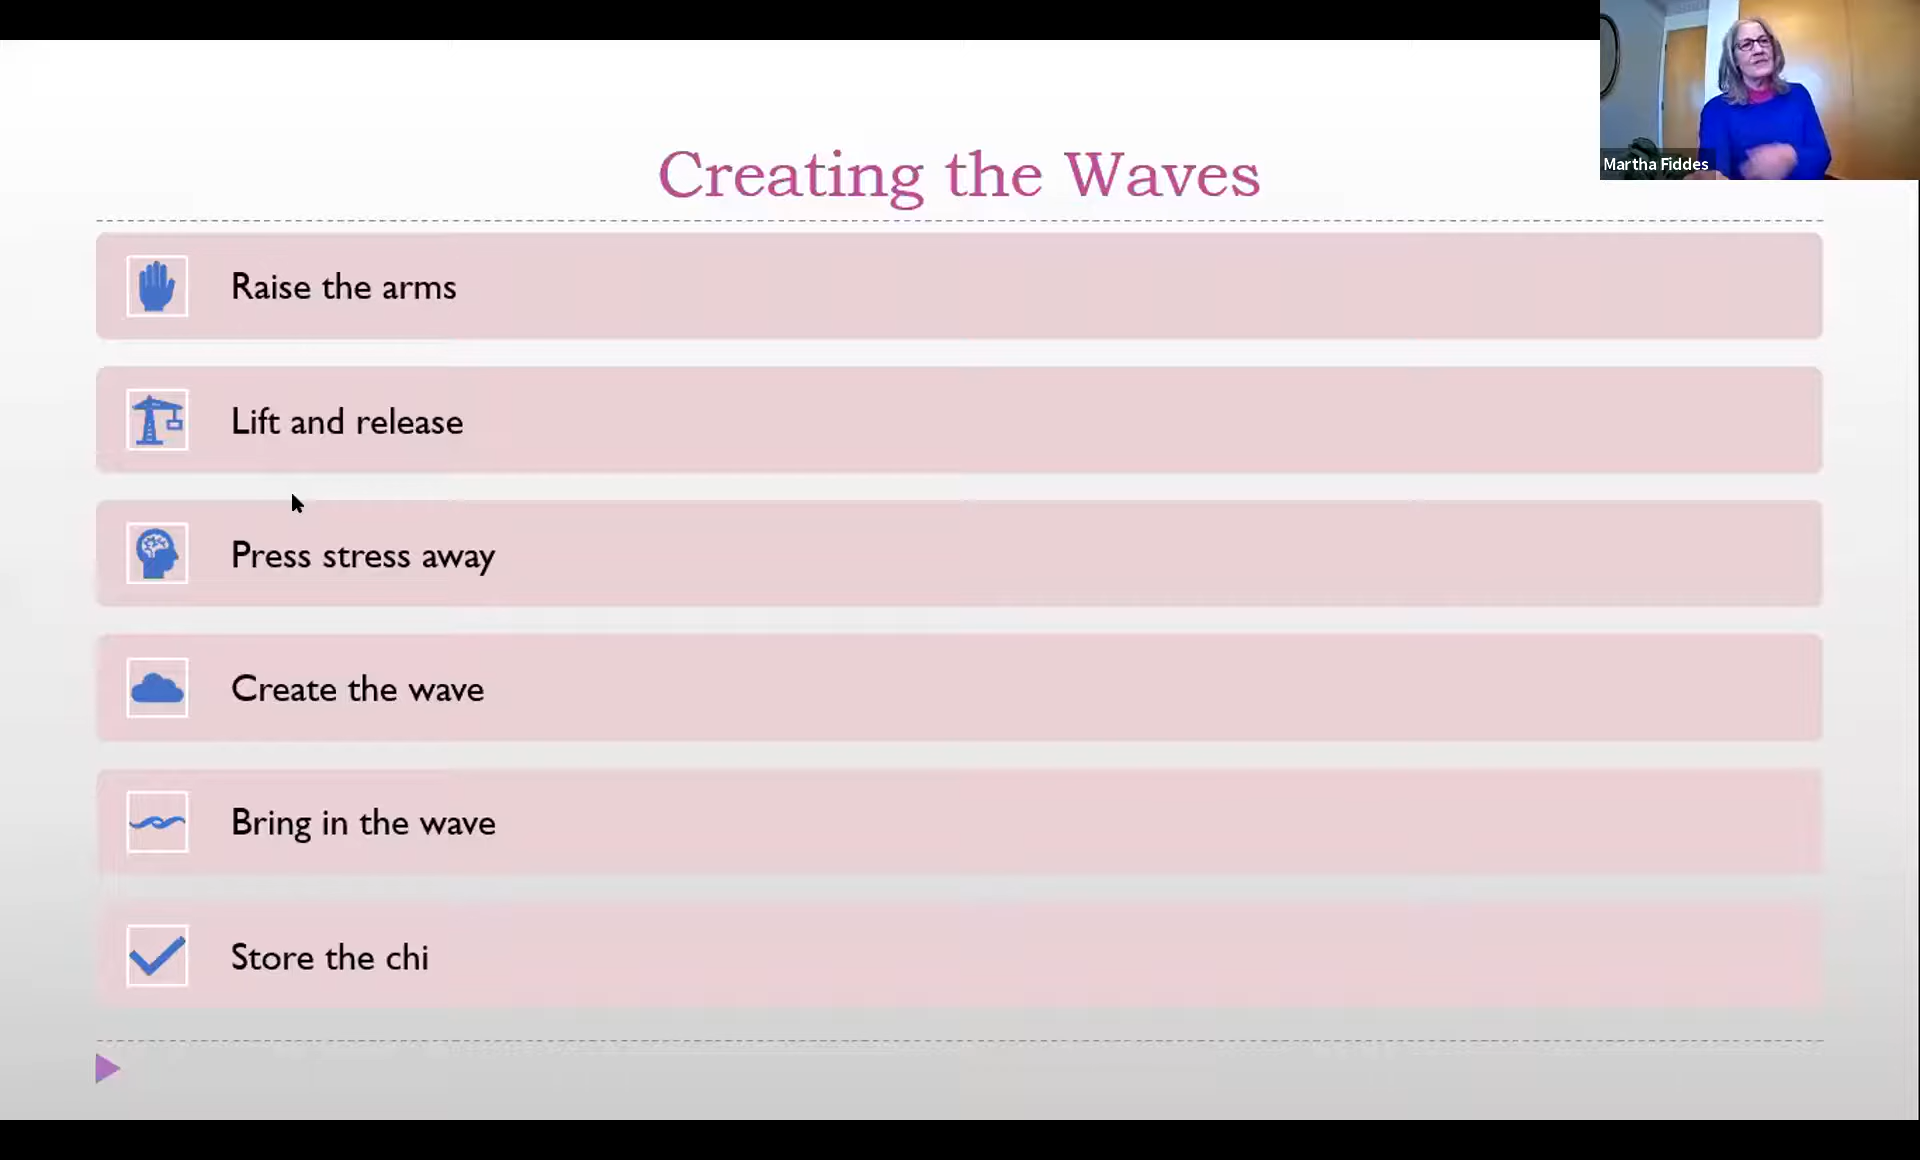 Creating the Waves
Martha Fiddes
Raise the arms
Lift and release
Press stress away
Create the wave
Bring in the wave
Store the chi